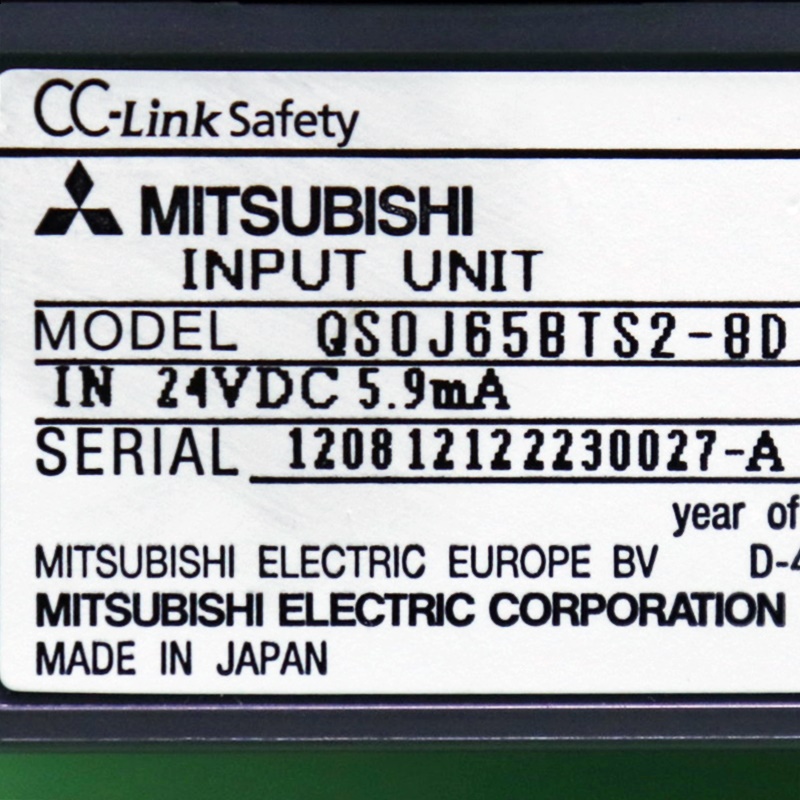 CC-Link Safety
MITSUBISHI
INPUT UNIT
MODEL QS0J65BTS2-8D
IN 24VDC 5.9mA
SERIAL 120812122230027-A
year of
MITSUBISHI ELECTRIC EUROPE BV D-4
MITSUBISHI ELECTRIC CORPORATION
MADE IN JAPAN